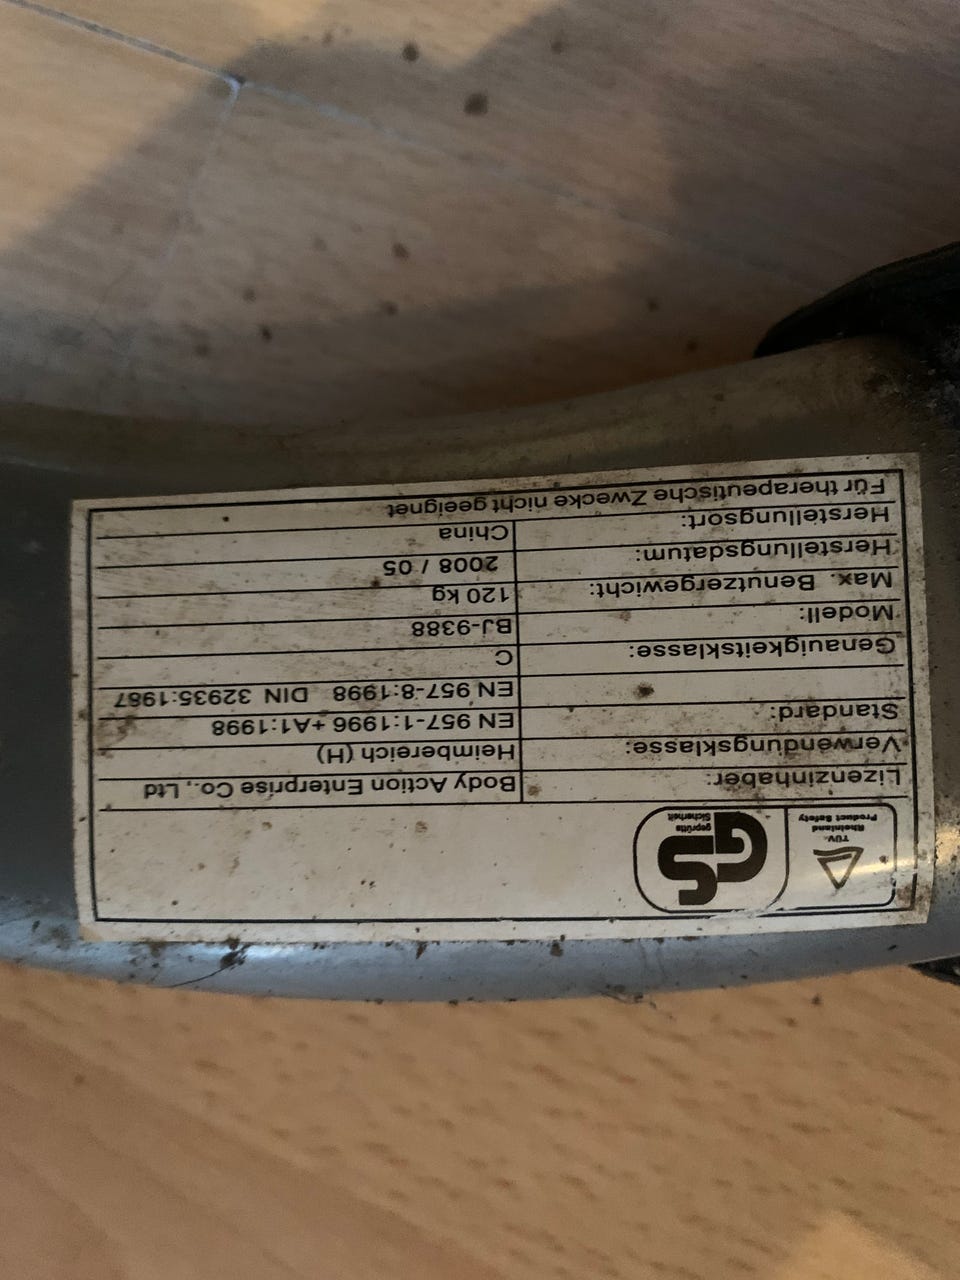 TÜV-
Rheinland
Product Safety
GS
geprüfte
Sicherheit
Lizenzinhaber: Body Action Enterprise Co., Ltd
Verwendungsklasse: Heimbereich (H)
Standard: EN 957-1:1996 +A1:1998
EN 957-8:1998 DIN 32935:1987
Genauigkeitsklasse: C
Modell: BJ-9388
Max. Benutzergewicht: 120 kg
Herstellungsdatum: 2008 / 05
Herstellungsort: China
Für therapeutische Zwecke nicht geeignet